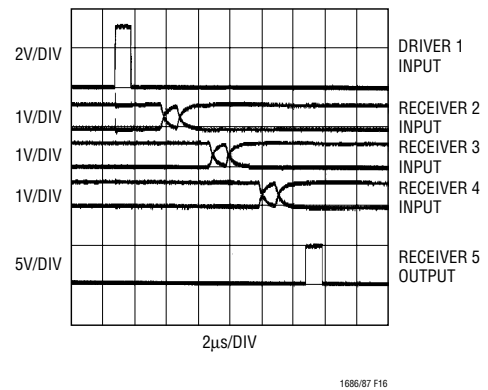 2V/DIV
DRIVER 1
INPUT
1V/DIV
RECEIVER 2
INPUT
1V/DIV
RECEIVER 3
INPUT
1V/DIV
RECEIVER 4
INPUT
5V/DIV
RECEIVER 5
OUTPUT
2µs/DIV
1686/87 F16